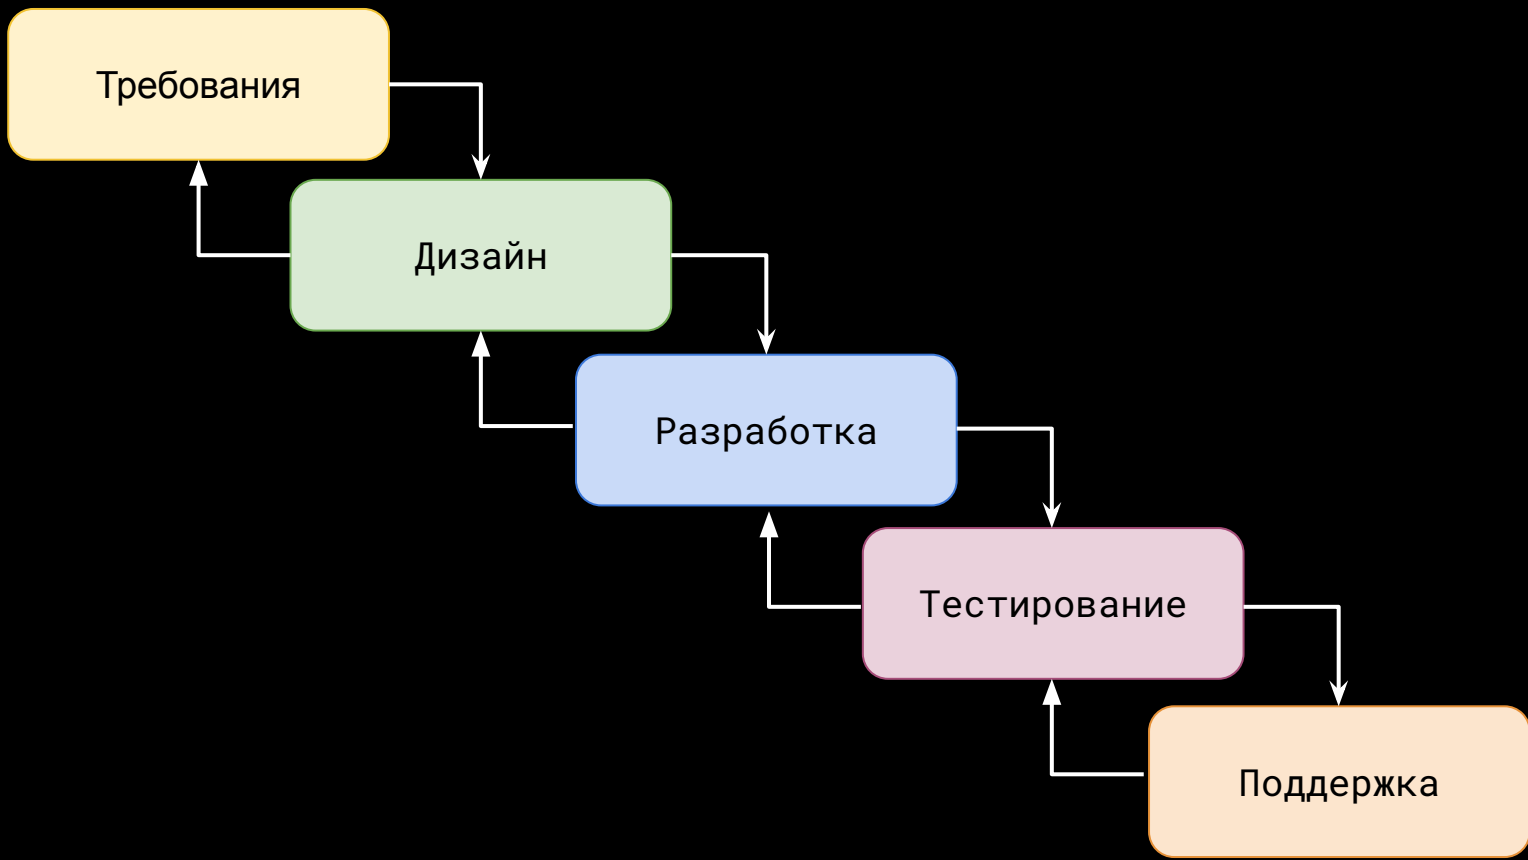 Требования
Дизайн
Разработка
Тестирование
Поддержка